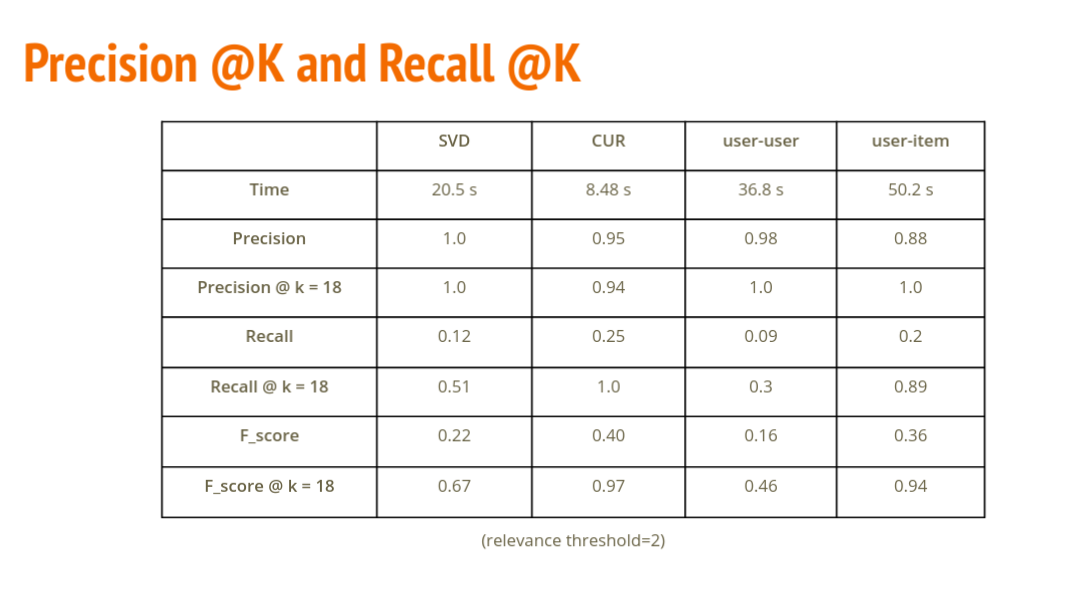 Precision @K and Recall @K
SVD CUR user-user user-item
Time 20.5 s 8.48 s 36.8 s 50.2 s
Precision 1.0 0.95 0.98 0.88
Precision @ k = 18 1.0 0.94 1.0 1.0
Recall 0.12 0.25 0.09 0.2
Recall @ k = 18 0.51 1.0 0.3 0.89
F_score 0.22 0.40 0.16 0.36
F_score @ k = 18 0.67 0.97 0.46 0.94
(relevance threshold=2)